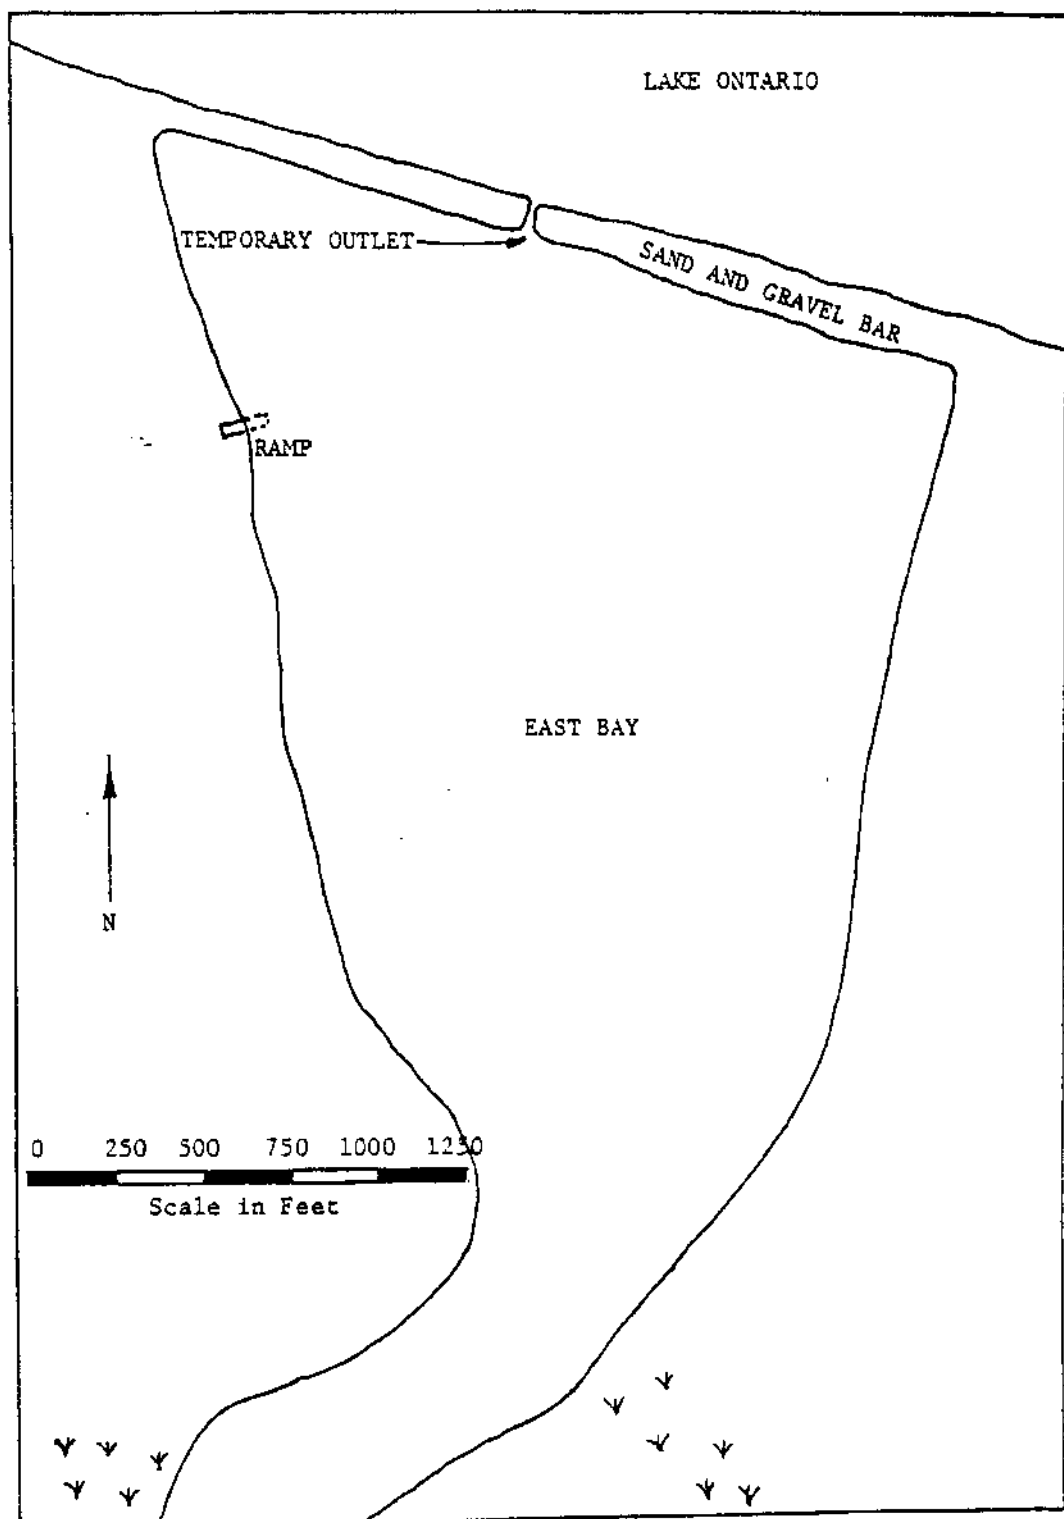 LAKE ONTARIO
TEMPORARY OUTLET
SAND AND GRAVEL BAR
RAMP
EAST BAY
N
0 250 500 750 1000 1250
Scale in Feet